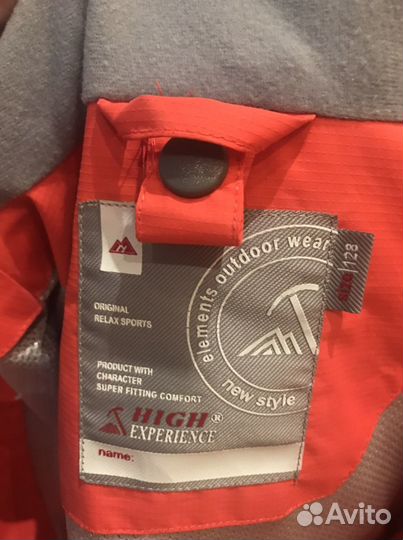 elements outdoor wear
size 128
ORIGINAL
RELAX SPORTS
PRODUCT WITH
CHARACTER
SUPER FITTING COMFORT
new style
HIGH®
EXPERIENCE
name:
Avito